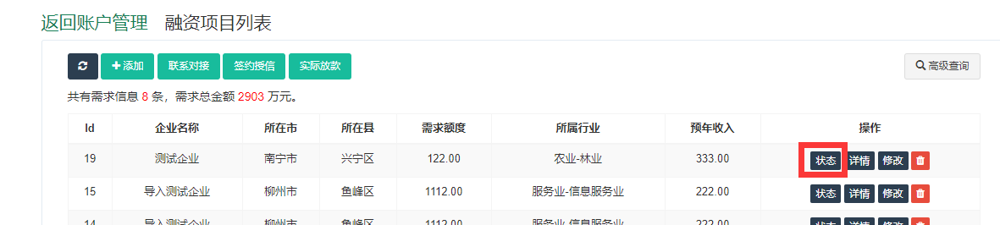 返回账户管理 融资项目列表
添加 联系对接 签约授信 实际放款 高级查询
共有需求信息 8 条，需求总金额 2903 万元。
Id 企业名称 所在市 所在县 需求额度 所属行业 预年收入 操作
19 测试企业 南宁市 兴宁区 122.00 农业-林业 333.00 状态 详情 修改
15 导入测试企业 柳州市 鱼峰区 1112.00 服务业-信息服务业 222.00 状态 详情 修改
14 导入测试企业 柳州市 鱼峰区 1112.00 服务业-信息服务业 222.00 状态 详情 修改